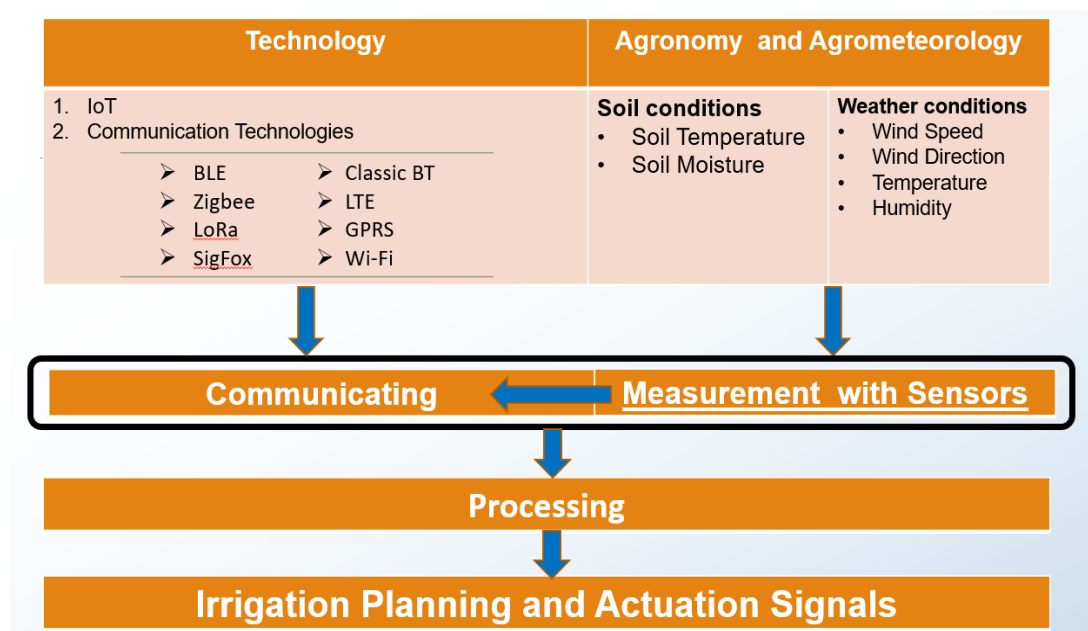 Technology
Agronomy and Agrometeorology
1. IoT
2. Communication Technologies
➢ BLE
➢ Zigbee
➢ LoRa
➢ SigFox
➢ Classic BT
➢ LTE
➢ GPRS
➢ Wi-Fi
Soil conditions
• Soil Temperature
• Soil Moisture
Weather conditions
• Wind Speed
• Wind Direction
• Temperature
• Humidity
Communicating
Measurement with Sensors
Processing
Irrigation Planning and Actuation Signals